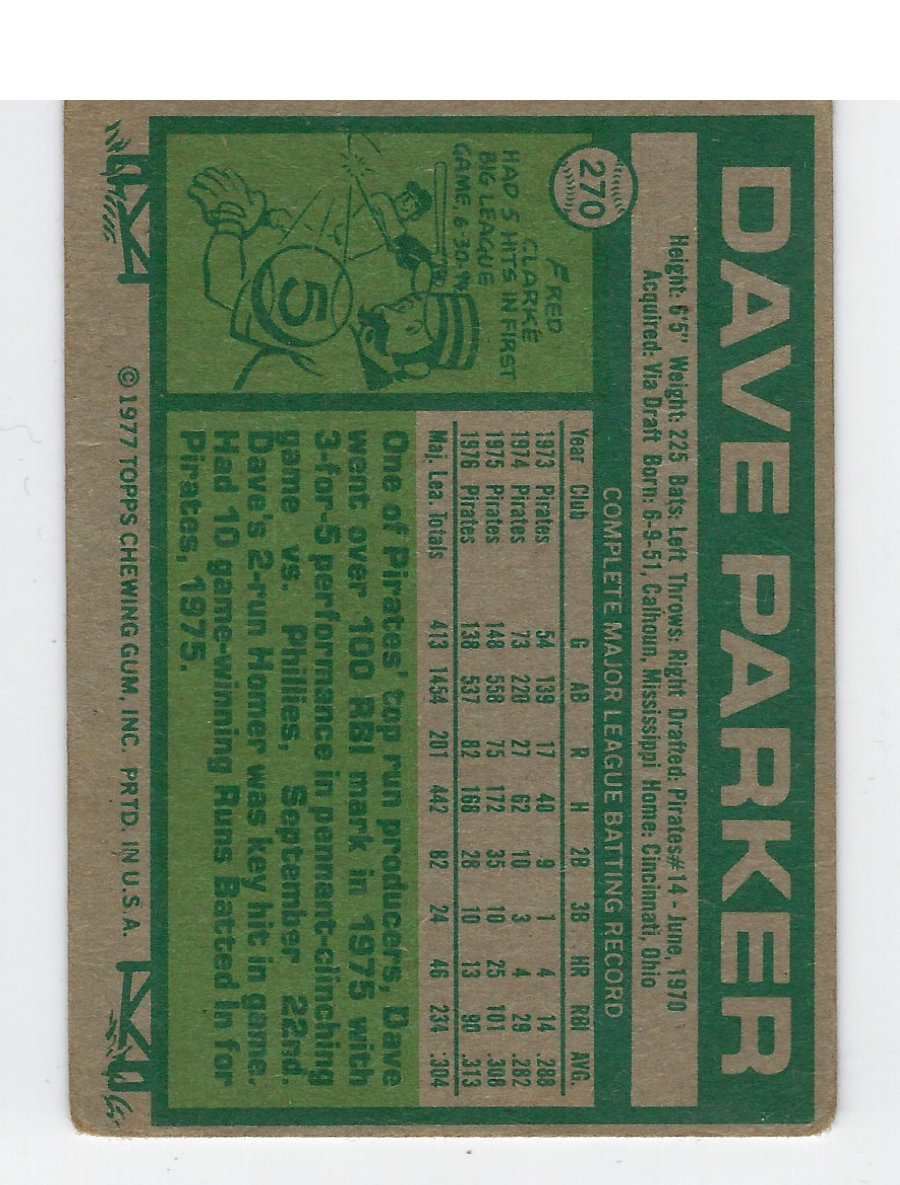 270
DAVE PARKER
Height: 6'5" Weight: 225 Bats: Left Throws: Right Drafted: Pirates#14 - June, 1970
Acquired: Via Draft Born: 6-9-51, Calhoun, Mississippi Home: Cincinnati, Ohio
COMPLETE MAJOR LEAGUE BATTING RECORD
Year Club G AB R H 2B 3B HR RBI AVG.
1973 Pirates 54 139 17 40 9 1 4 14 .288
1974 Pirates 73 220 27 62 10 3 4 29 .282
1975 Pirates 148 558 75 172 35 10 25 101 .308
1976 Pirates 138 537 82 168 28 10 13 90 .313
Maj. Lea. Totals 413 1454 201 442 82 24 46 234 .304
FRED
CLARKE
HAD 5 HITS IN FIRST
BIG LEAGUE
GAME, 6-30-94
5
One of Pirates' top run producers, Dave
went over 100 RBI mark in 1975 with
3-for-5 performance in pennant-clinching
game vs. Phillies, September 22nd.
Dave's 2-run Homer was key hit in game.
Had 10 game-winning Runs Batted In for
Pirates, 1975.
© 1977 TOPPS CHEWING GUM, INC. PRTD. IN U.S.A.